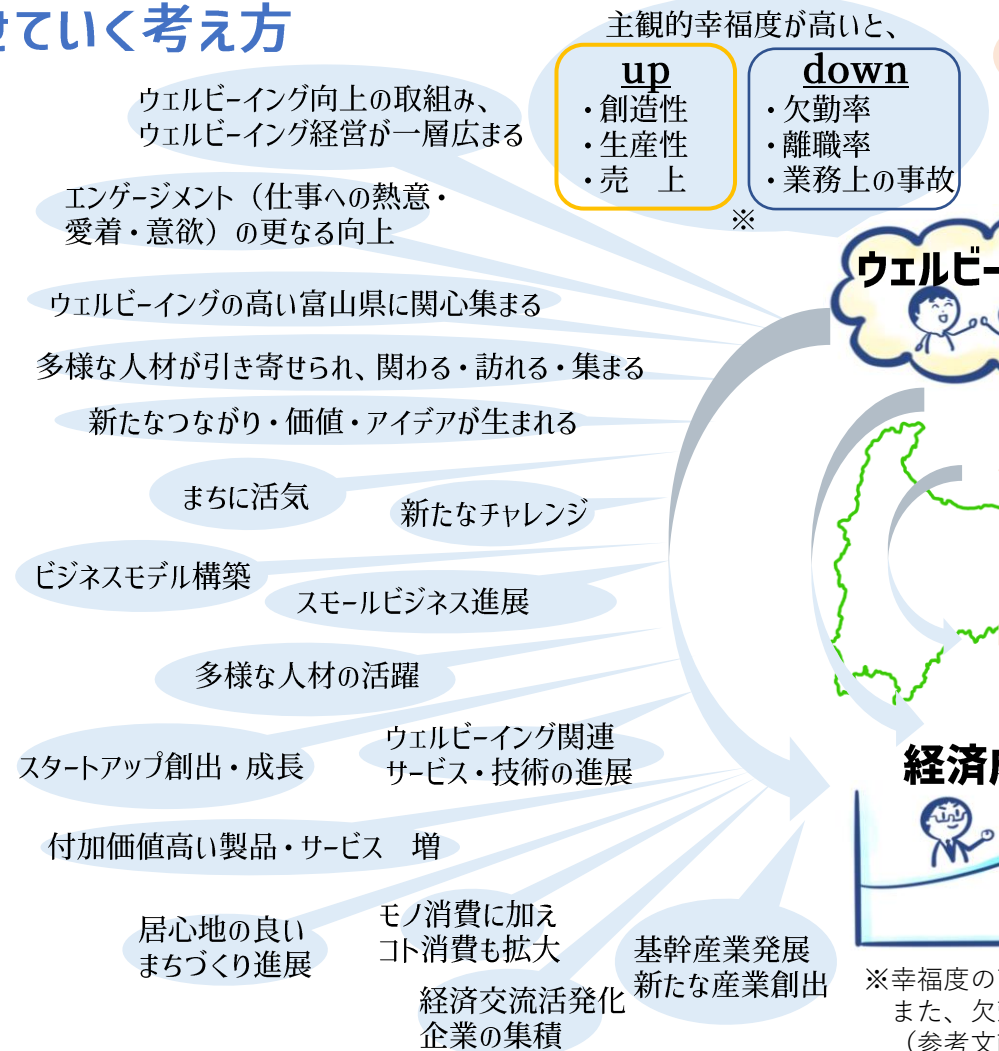 せていく考え方
主観的幸福度が高いと、
up
・創造性
・生産性
・売　上
down
・欠勤率
・離職率
・業務上の事故
※
ウェルビーイング向上の取組み、
ウェルビーイング経営が一層広まる
エンゲージメント（仕事への熱意・
愛着・意欲）の更なる向上
ウェルビーイングの高い富山県に関心集まる
多様な人材が引き寄せられ、関わる・訪れる・集まる
新たなつながり・価値・アイデアが生まれる
まちに活気
新たなチャレンジ
ビジネスモデル構築
スモールビジネス進展
多様な人材の活躍
スタートアップ創出・成長
ウェルビーイング関連
サービス・技術の進展
付加価値高い製品・サービス　増
居心地の良い
まちづくり進展
モノ消費に加え
コト消費も拡大
経済交流活発化
企業の集積
基幹産業発展
新たな産業創出
ウェルビー
経済
※幸福度の
また、欠
（参考文